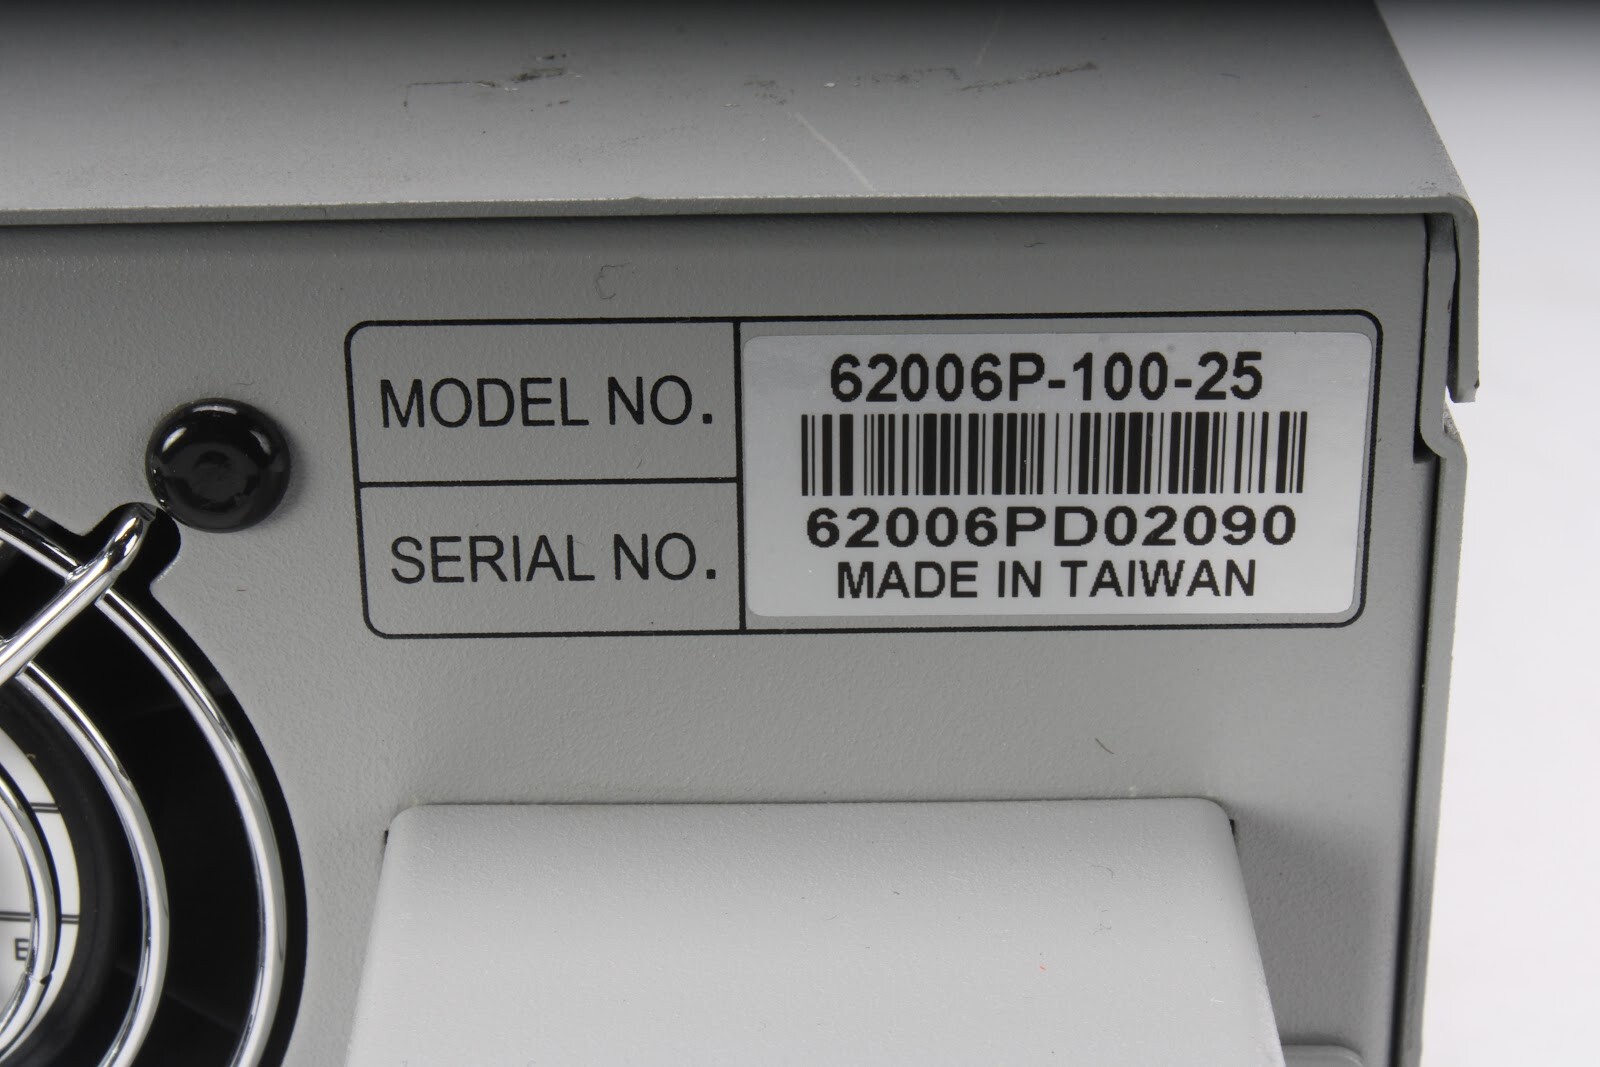 MODEL NO.
62006P-100-25
SERIAL NO.
62006PD02090
MADE IN TAIWAN